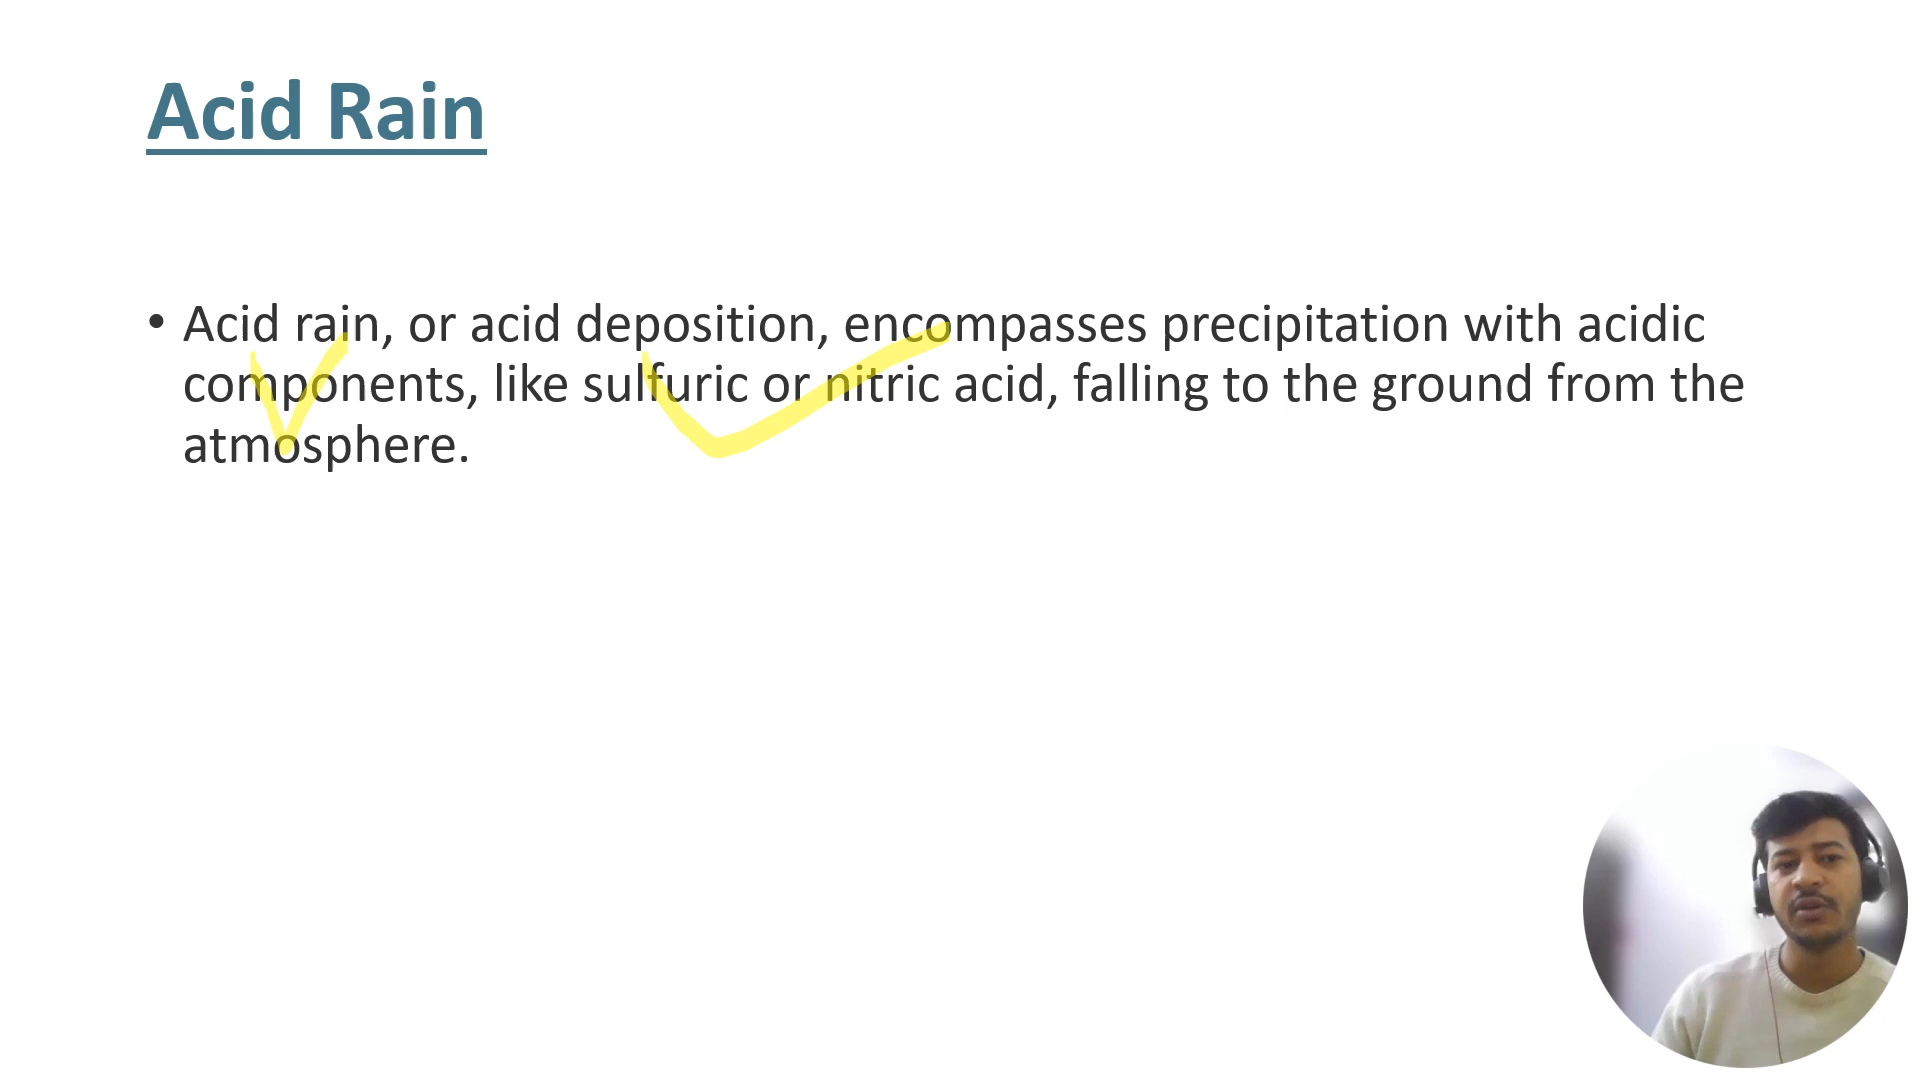 Acid Rain
• Acid rain, or acid deposition, encompasses precipitation with acidic
components, like sulfuric or nitric acid, falling to the ground from the
atmosphere.